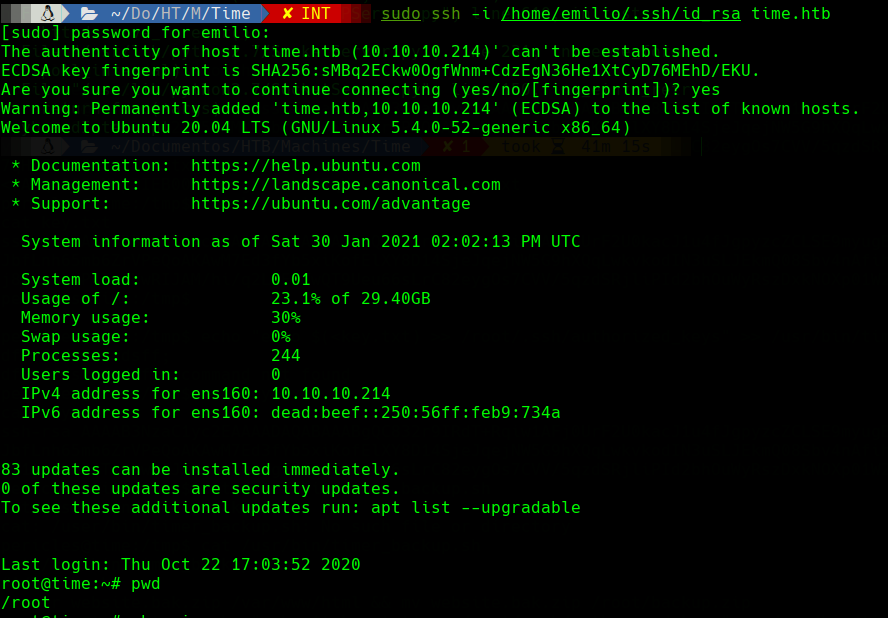 ~/Do/HT/M/Time ✘ INT sudo ssh -i /home/emilio/.ssh/id_rsa time.htb
[sudo] password for emilio:
The authenticity of host 'time.htb (10.10.10.214)' can't be established.
ECDSA key fingerprint is SHA256:sMBq2ECkw0OgfWnm+CdzEgN36He1XtCyD76MEhD/EKU.
Are you sure you want to continue connecting (yes/no/[fingerprint])? yes
Warning: Permanently added 'time.htb,10.10.10.214' (ECDSA) to the list of known hosts.
Welcome to Ubuntu 20.04 LTS (GNU/Linux 5.4.0-52-generic x86_64)
~/Documentos/HTB/Machines/Time ✘ 1 took 41m 15s
* Documentation: https://help.ubuntu.com
* Management: https://landscape.canonical.com
* Support: https://ubuntu.com/advantage
System information as of Sat 30 Jan 2021 02:02:13 PM UTC
System load: 0.01
Usage of /: 23.1% of 29.40GB
Memory usage: 30%
Swap usage: 0%
Processes: 244
Users logged in: 0
IPv4 address for ens160: 10.10.10.214
IPv6 address for ens160: dead:beef::250:56ff:feb9:734a
83 updates can be installed immediately.
0 of these updates are security updates.
To see these additional updates run: apt list --upgradable
Last login: Thu Oct 22 17:03:52 2020
root@time:~# pwd
/root